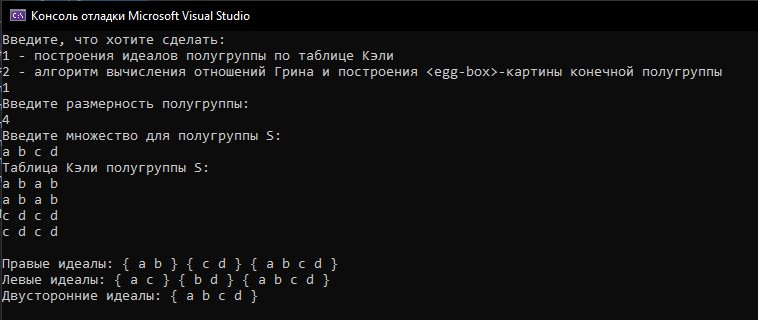 Консоль отладки Microsoft Visual Studio
Введите, что хотите сделать:
1 - построения идеалов полугруппы по таблице Кэли
2 - алгоритм вычисления отношений Грина и построения <egg-box>-картины конечной полугруппы
1
Введите размерность полугруппы:
4
Введите множество для полугруппы S:
a b c d
Таблица Кэли полугруппы S:
a b a b
a b a b
c d c d
c d c d
Правые идеалы: { a b } { c d } { a b c d }
Левые идеалы: { a c } { b d } { a b c d }
Двусторонние идеалы: { a b c d }